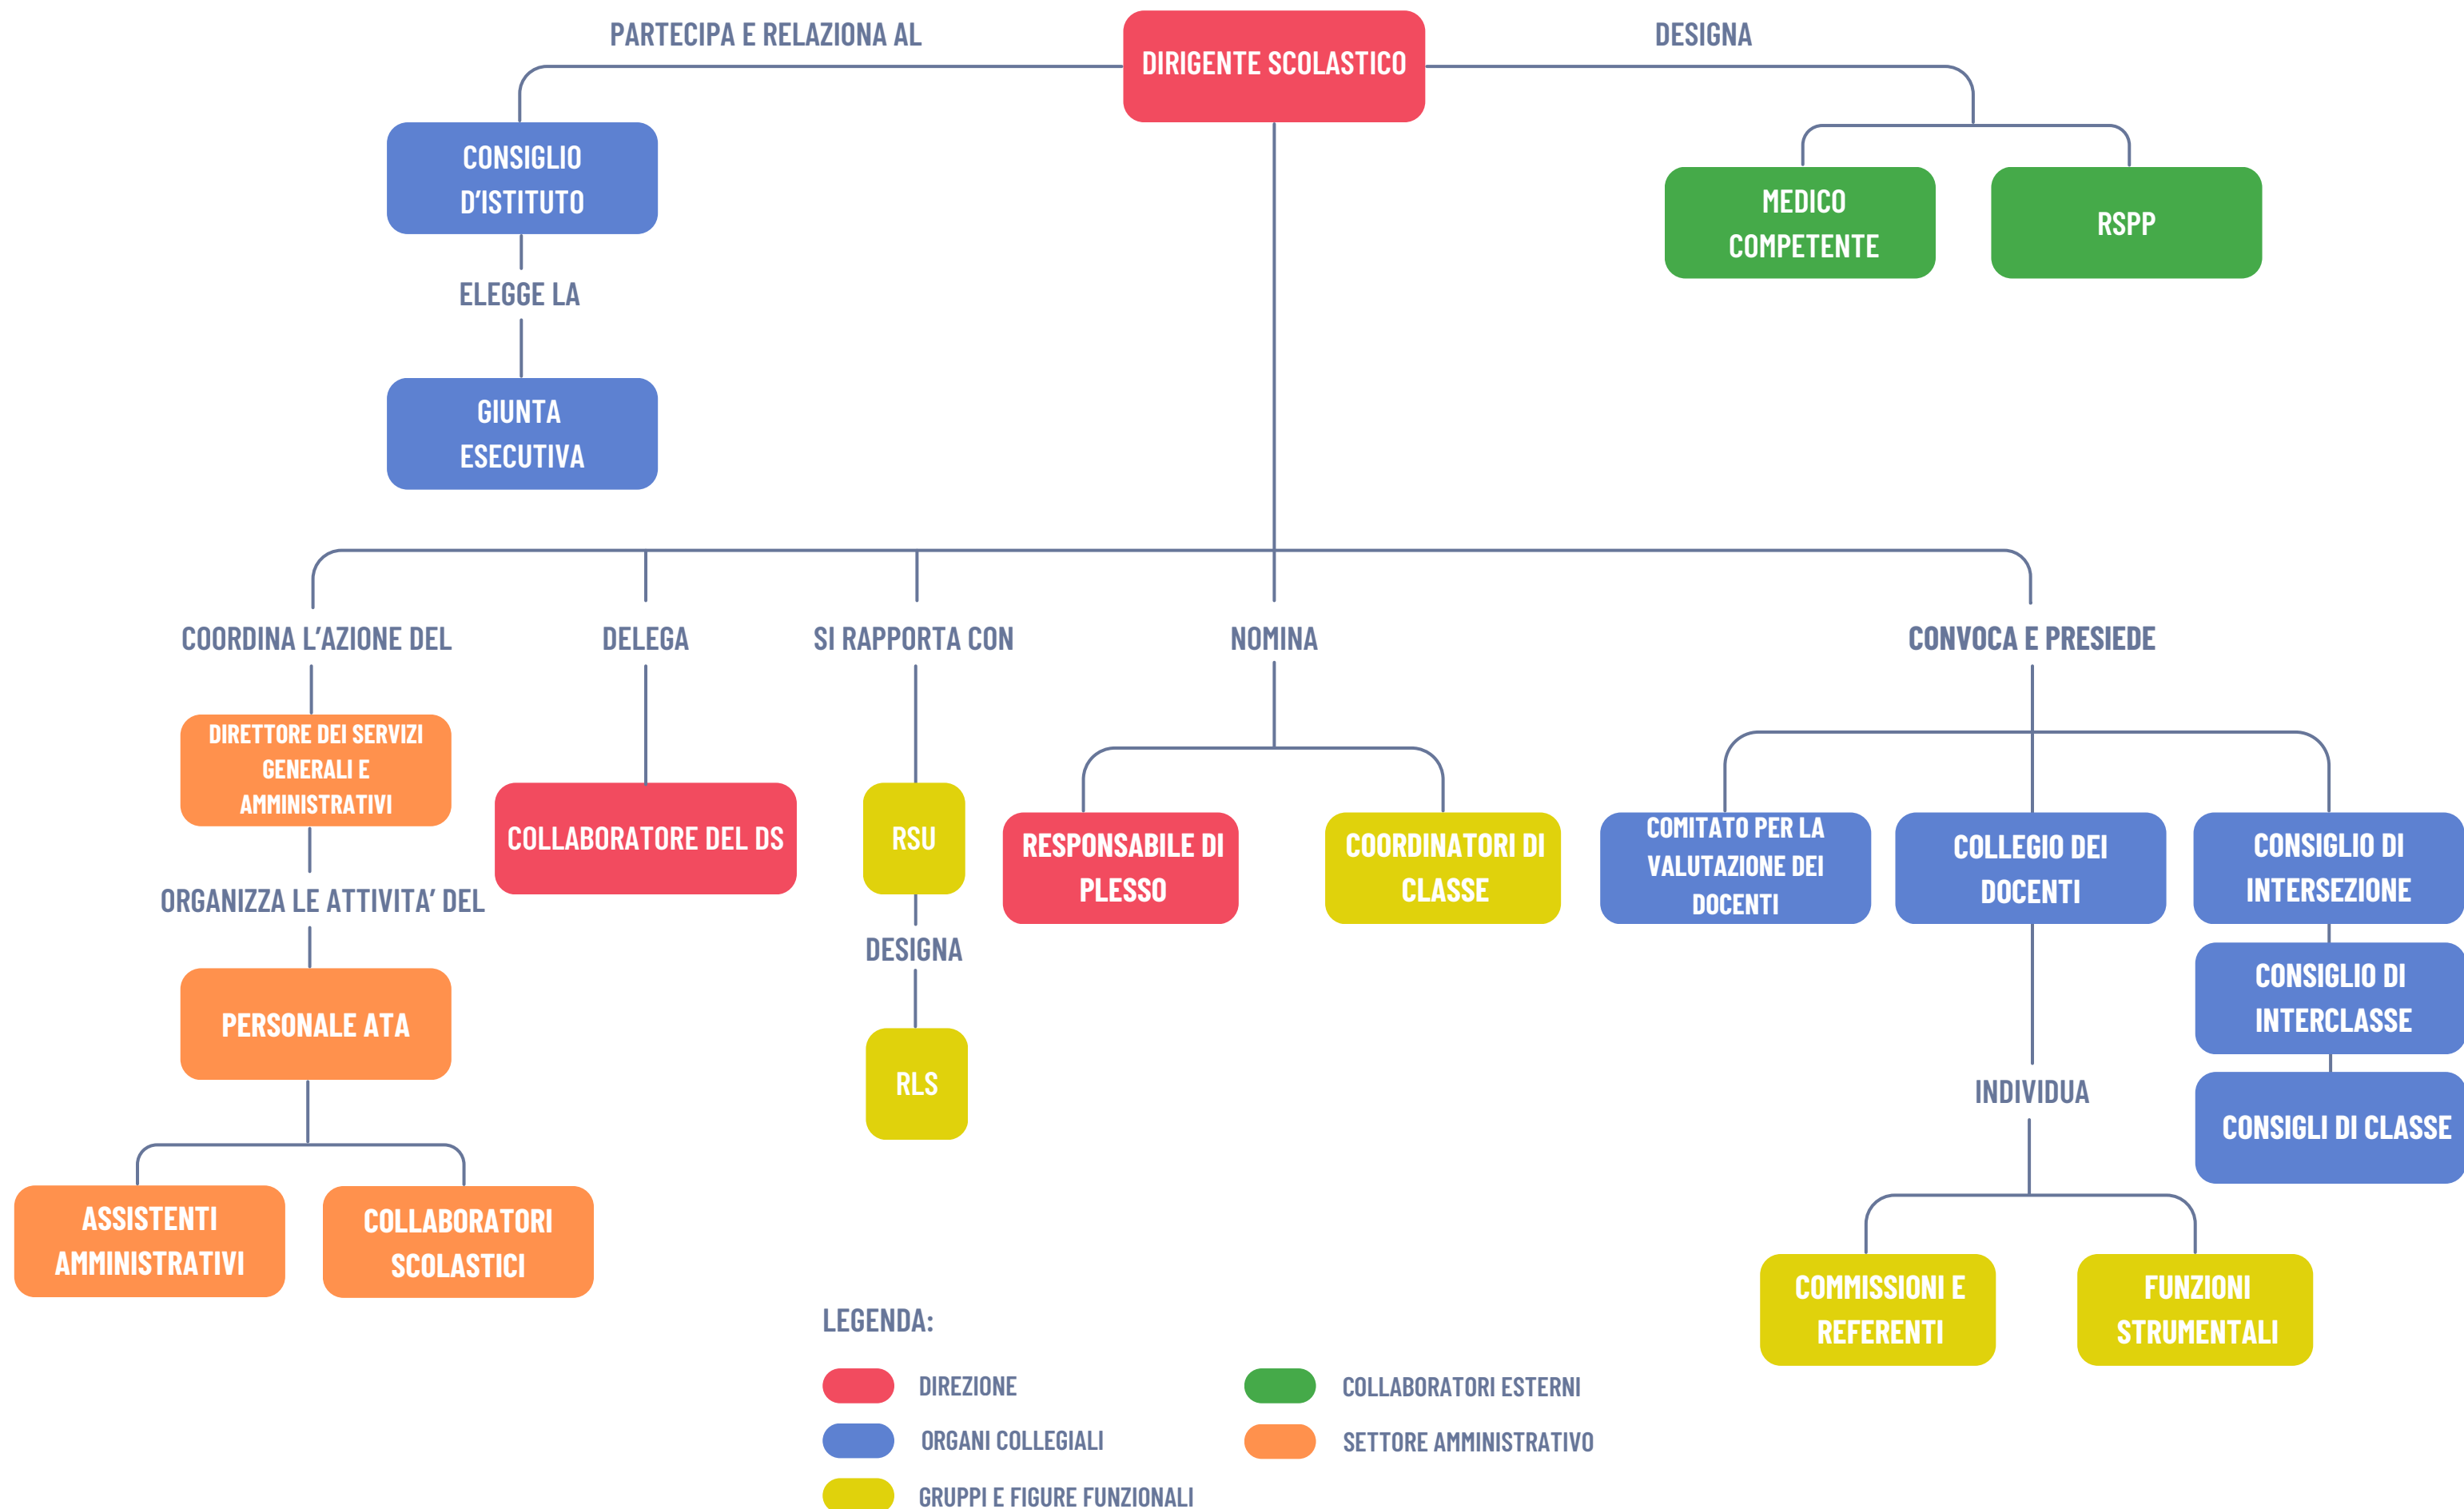 PARTECIPA E RELAZIONA AL
DIRIGENTE SCOLASTICO
DESIGNA
CONSIGLIO
D'ISTITUTO
MEDICO
COMPETENTE
RSPP
ELEGGE LA
GIUNTA
ESECUTIVA
COORDINA L'AZIONE DEL
DELEGA
SI RAPPORTA CON
NOMINA
CONVOCA E PRESIEDE
DIRETTORE DEI SERVIZI
GENERALI E
AMMINISTRATIVI
COLLABORATORE DEL DS
RSU
RESPONSABILE DI
PLESSO
COORDINATORI DI
CLASSE
COMITATO PER LA
VALUTAZIONE DEI
DOCENTI
COLLEGIO DEI
DOCENTI
CONSIGLIO DI
INTERSEZIONE
ORGANIZZA LE ATTIVITA' DEL
DESIGNA
CONSIGLIO DI
INTERCLASSE
PERSONALE ATA
RLS
INDIVIDUA
CONSIGLI DI CLASSE
ASSISTENTI
AMMINISTRATIVI
COLLABORATORI
SCOLASTICI
COMMISSIONI E
REFERENTI
FUNZIONI
STRUMENTALI
LEGENDA:
DIREZIONE
COLLABORATORI ESTERNI
ORGANI COLLEGIALI
SETTORE AMMINISTRATIVO
GRUPPI E FIGURE FUNZIONALI